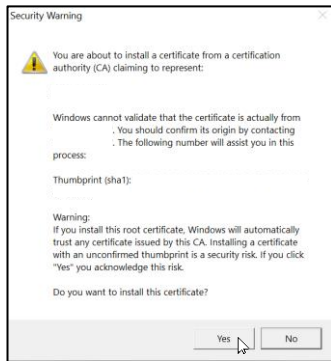 Security Warning
You are about to install a certificate from a certification
authority (CA) claiming to represent:
Windows cannot validate that the certificate is actually from
. You should confirm its origin by contacting
. The following number will assist you in this
process:
Thumbprint (sha1):
Warning:
If you install this root certificate, Windows will automatically
trust any certificate issued by this CA. Installing a certificate
with an unconfirmed thumbprint is a security risk. If you click
"Yes" you acknowledge this risk.
Do you want to install this certificate?
Yes No